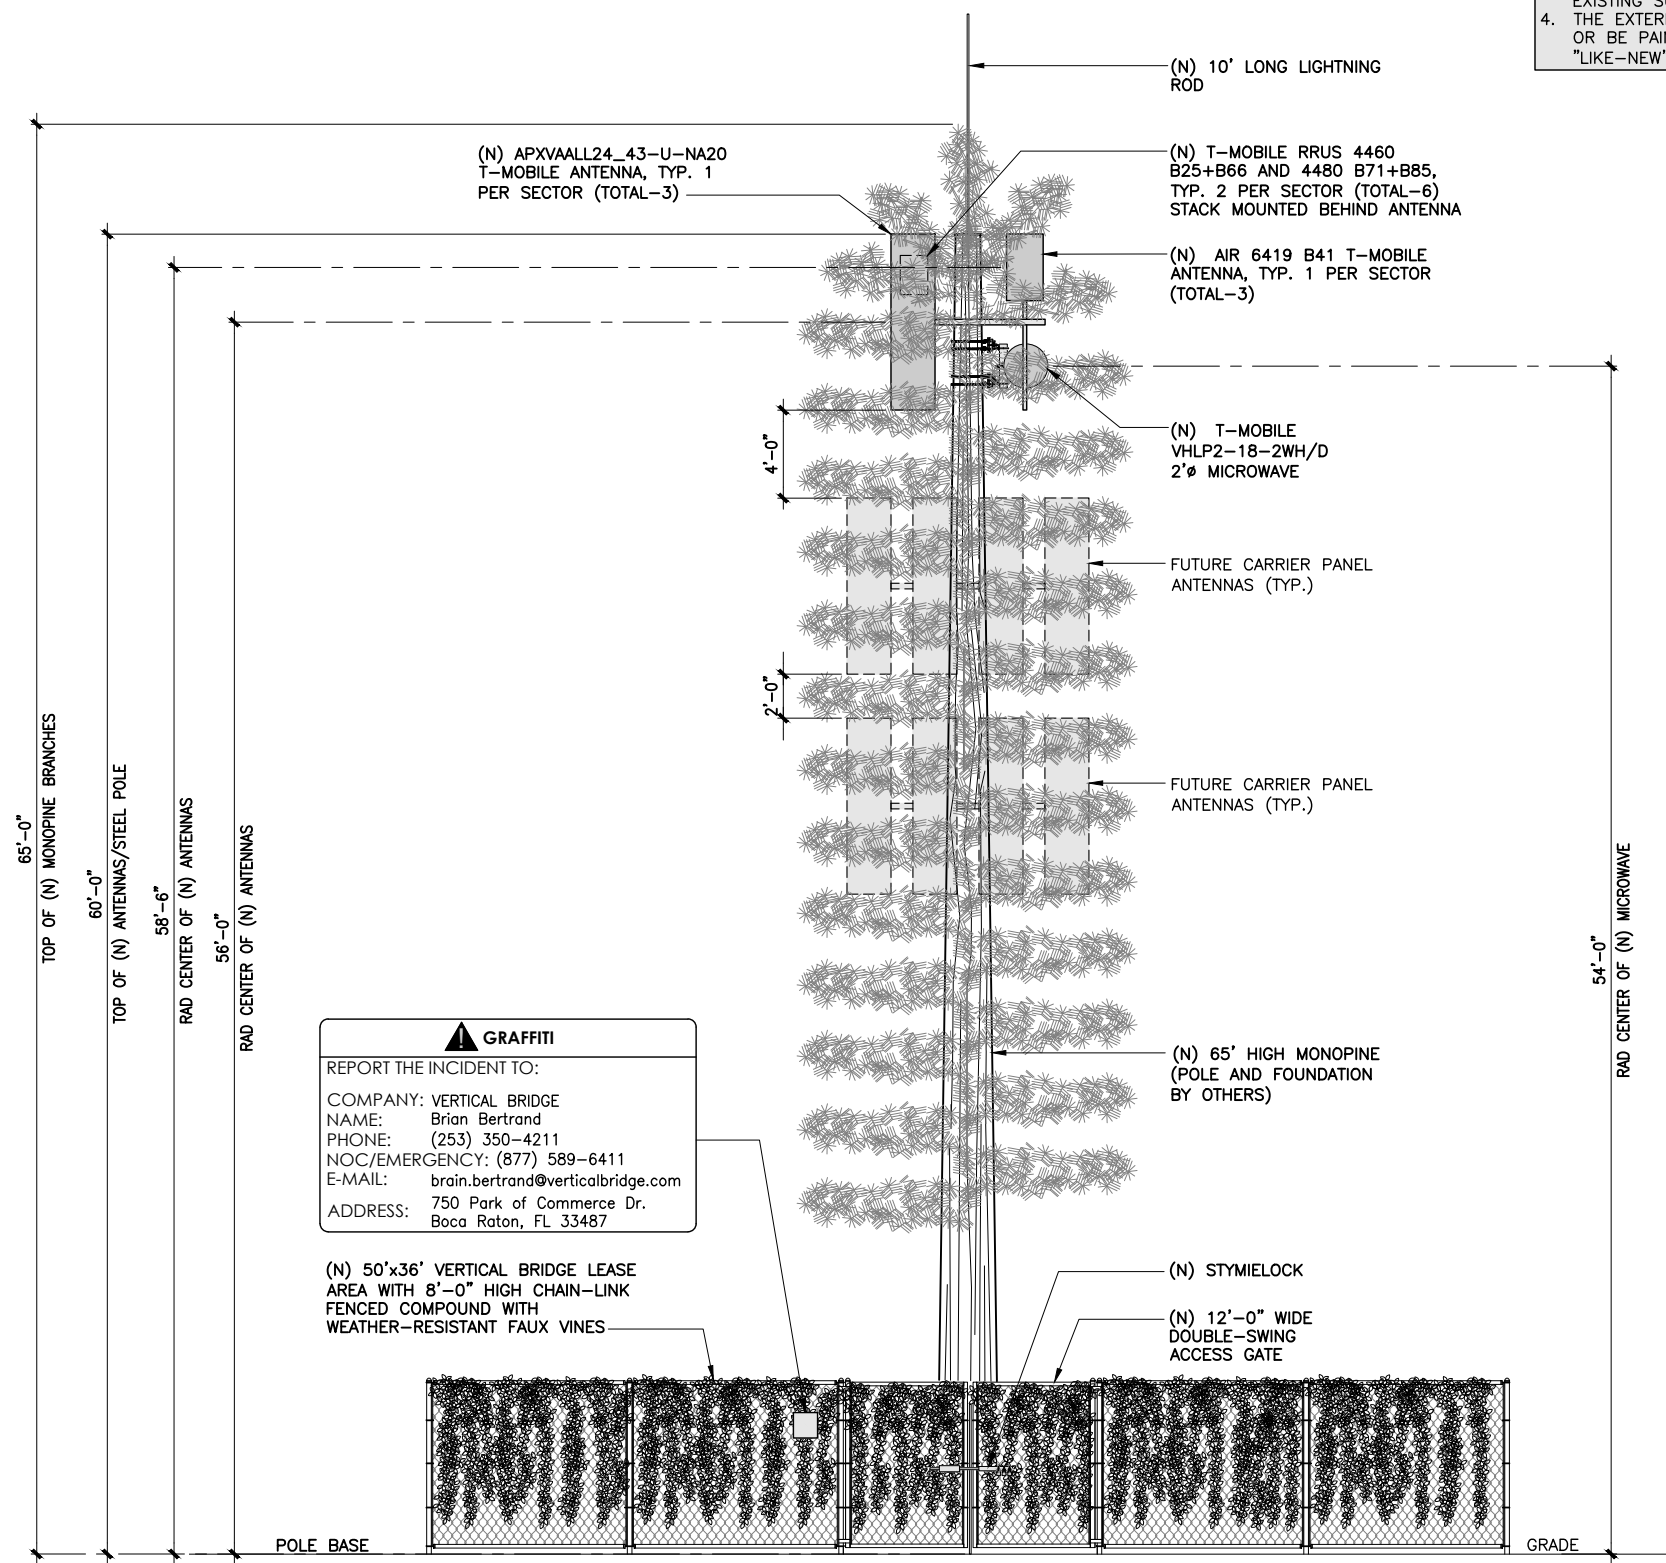 EXISTING
4. THE EXTER
OR BE PAI
"LIKE-NEW"
(N) 10' LONG LIGHTNING
ROD
(N) APXVAALL24_43-U-NA20
T-MOBILE ANTENNA, TYP. 1
PER SECTOR (TOTAL-3)
(N) T-MOBILE RRUS 4460
B25+B66 AND 4480 B71+B85,
TYP. 2 PER SECTOR (TOTAL-6)
STACK MOUNTED BEHIND ANTENNA
(N) AIR 6419 B41 T-MOBILE
ANTENNA, TYP. 1 PER SECTOR
(TOTAL-3)
(N) T-MOBILE
VHLP2-18-2WH/D
2'ø MICROWAVE
4'-0"
FUTURE CARRIER PANEL
ANTENNAS (TYP.)
2'-0"
FUTURE CARRIER PANEL
ANTENNAS (TYP.)
65'-0"
TOP OF (N) MONOPINE BRANCHES
60'-0"
TOP OF (N) ANTENNAS/STEEL POLE
58'-6"
RAD CENTER OF (N) ANTENNAS
56'-0"
RAD CENTER OF (N) ANTENNAS
54'-0"
RAD CENTER OF (N) MICROWAVE
GRAFFITI
REPORT THE INCIDENT TO:
COMPANY: VERTICAL BRIDGE
NAME: Brian Bertrand
PHONE: (253) 350-4211
NOC/EMERGENCY: (877) 589-6411
E-MAIL: brain.bertrand@verticalbridge.com
ADDRESS: 750 Park of Commerce Dr.
Boca Raton, FL 33487
(N) 65' HIGH MONOPINE
(POLE AND FOUNDATION
BY OTHERS)
(N) 50'x36' VERTICAL BRIDGE LEASE
AREA WITH 8'-0" HIGH CHAIN-LINK
FENCED COMPOUND WITH
WEATHER-RESISTANT FAUX VINES
(N) STYMIELOCK
(N) 12'-0" WIDE
DOUBLE-SWING
ACCESS GATE
POLE BASE
GRADE